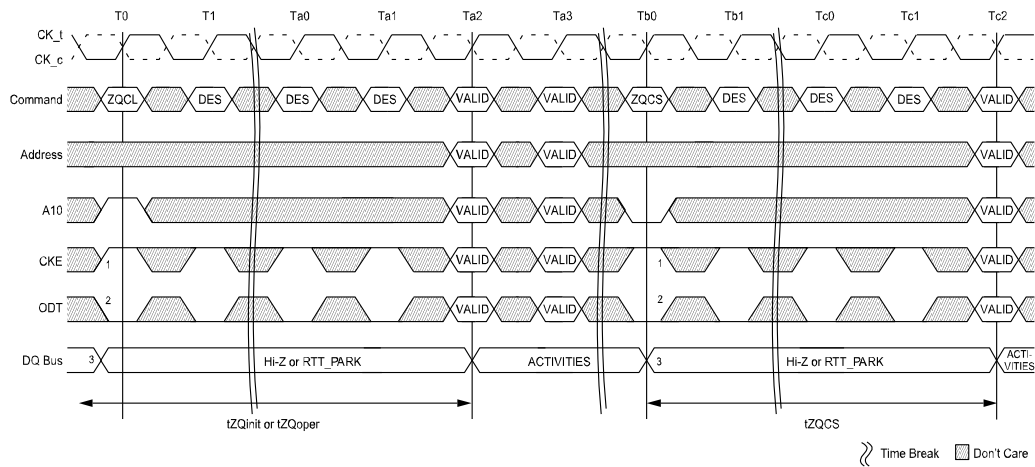 T0 T1 Ta0 Ta1 Ta2 Ta3 Tb0 Tb1 Tc0 Tc1 Tc2
CK_t
CK_c
Command ZQCL DES DES DES VALID VALID ZQCS DES DES DES VALID
Address VALID VALID VALID
A10 VALID VALID VALID
CKE 1 VALID VALID 1 VALID
ODT 2 VALID VALID 2 VALID
DQ Bus 3 Hi-Z or RTT_PARK ACTIVITIES 3 Hi-Z or RTT_PARK ACTI-
VITIES
tZQinit or tZQoper tZQCS
Time Break Don't Care